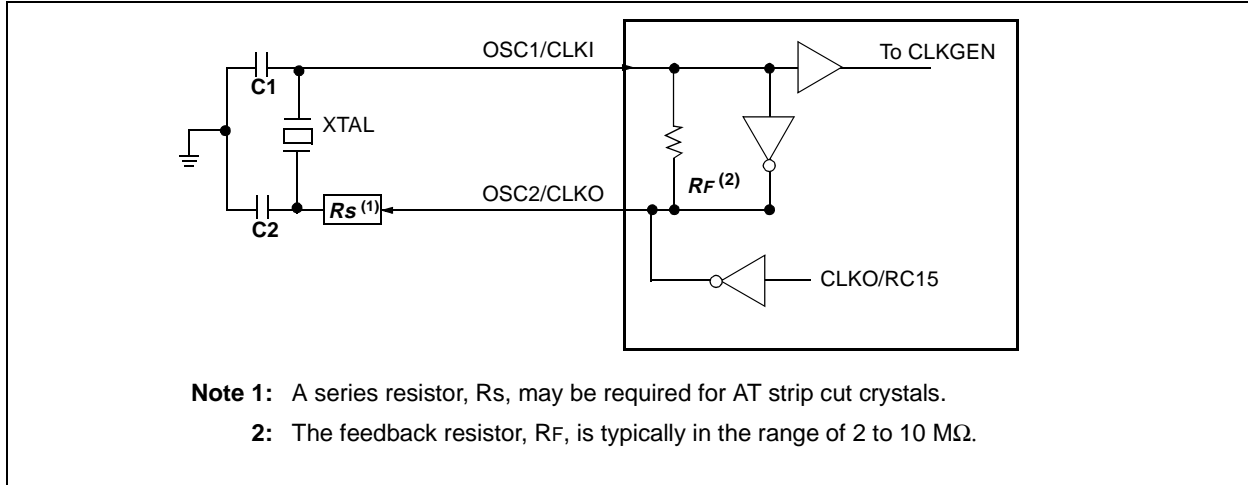 OSC1/CLKI
To CLKGEN
C1
XTAL
RF (2)
OSC2/CLKO
Rs (1)
C2
CLKO/RC15
Note 1: A series resistor, Rs, may be required for AT strip cut crystals.
2: The feedback resistor, RF, is typically in the range of 2 to 10 MΩ.